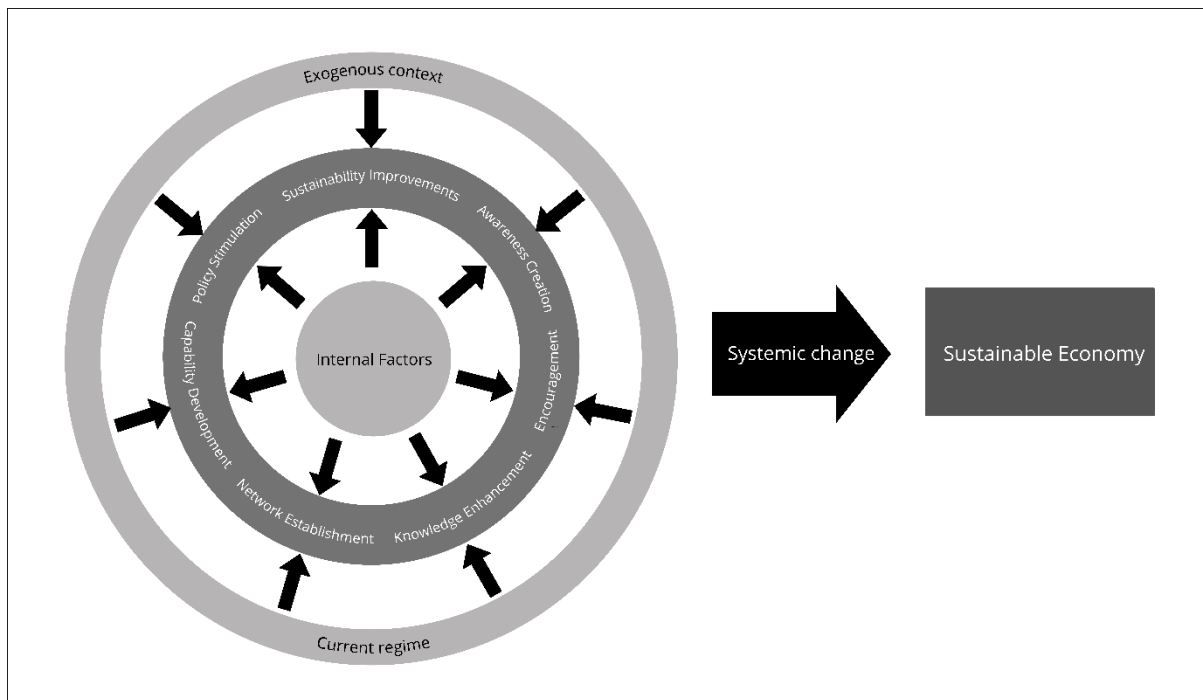 Exogenous context
Sustainability Improvements
Awareness Creation
Encouragement
Knowledge Enhancement
Network Establishment
Capability Development
Policy Stimulation
Internal Factors
Current regime
Systemic change
Sustainable Economy